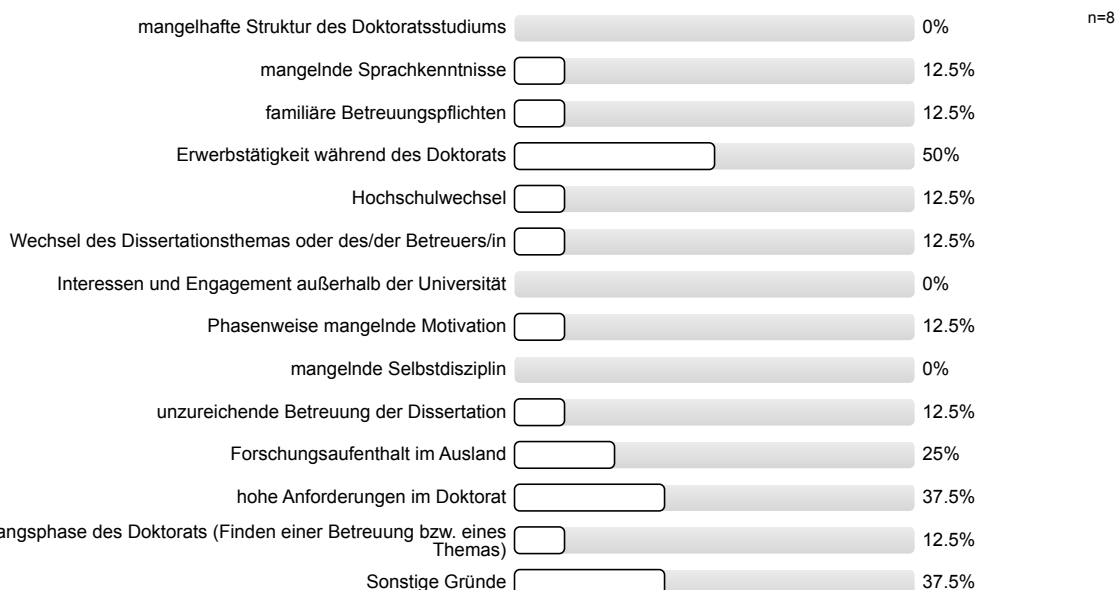 mangelhafte Struktur des Doktoratsstudiums 0% n=8
mangelnde Sprachkenntnisse 12.5%
familiäre Betreuungspflichten 12.5%
Erwerbstätigkeit während des Doktorats 50%
Hochschulwechsel 12.5%
Wechsel des Dissertationsthemas oder des/der Betreuers/in 12.5%
Interessen und Engagement außerhalb der Universität 0%
Phasenweise mangelnde Motivation 12.5%
mangelnde Selbstdisziplin 0%
unzureichende Betreuung der Dissertation 12.5%
Forschungsaufenthalt im Ausland 25%
hohe Anforderungen im Doktorat 37.5%
angsphase des Doktorats (Finden einer Betreuung bzw. eines
Themas) 12.5%
Sonstige Gründe 37.5%